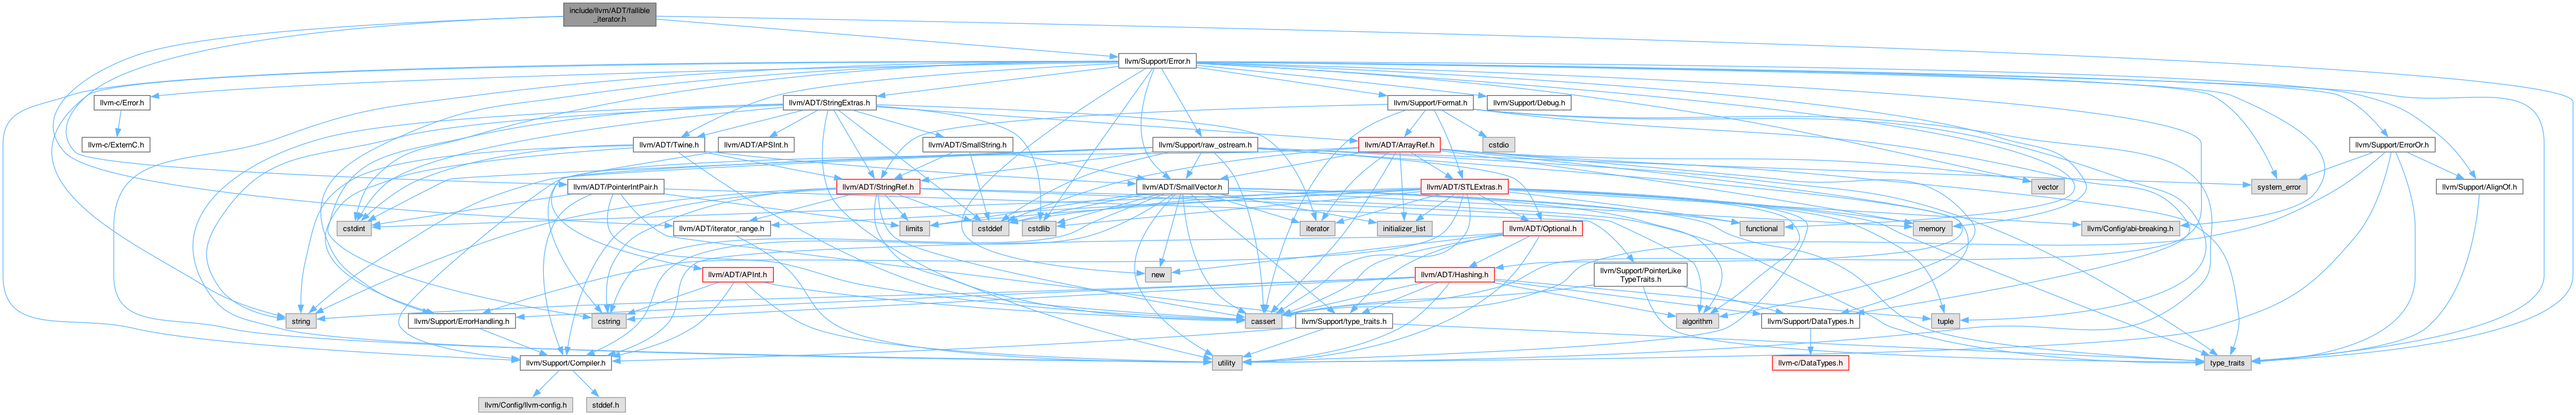 include/llvm/ADT/fallible
_iterator.h
llvm/Support/Error.h
llvm-c/Error.h
llvm/ADT/StringExtras.h
llvm/Support/Format.h
llvm/Support/Debug.h
llvm-c/ExternC.h
llvm/ADT/Twine.h
llvm/ADT/APSInt.h
llvm/ADT/SmallString.h
llvm/Support/raw_ostream.h
llvm/ADT/ArrayRef.h
cstdio
llvm/Support/ErrorOr.h
llvm/ADT/PointerIntPair.h
llvm/ADT/StringRef.h
llvm/ADT/SmallVector.h
llvm/ADT/STLExtras.h
vector
system_error
llvm/Support/AlignOf.h
cstdint
llvm/ADT/iterator_range.h
limits
cstddef
cstdlib
iterator
initializer_list
llvm/ADT/Optional.h
functional
memory
llvm/Config/abi-breaking.h
llvm/ADT/APInt.h
new
llvm/ADT/Hashing.h
llvm/Support/PointerLike
TypeTraits.h
string
llvm/Support/ErrorHandling.h
cstring
cassert
llvm/Support/type_traits.h
algorithm
llvm/Support/DataTypes.h
tuple
llvm/Support/Compiler.h
utility
llvm-c/DataTypes.h
type_traits
llvm/Config/llvm-config.h
stddef.h